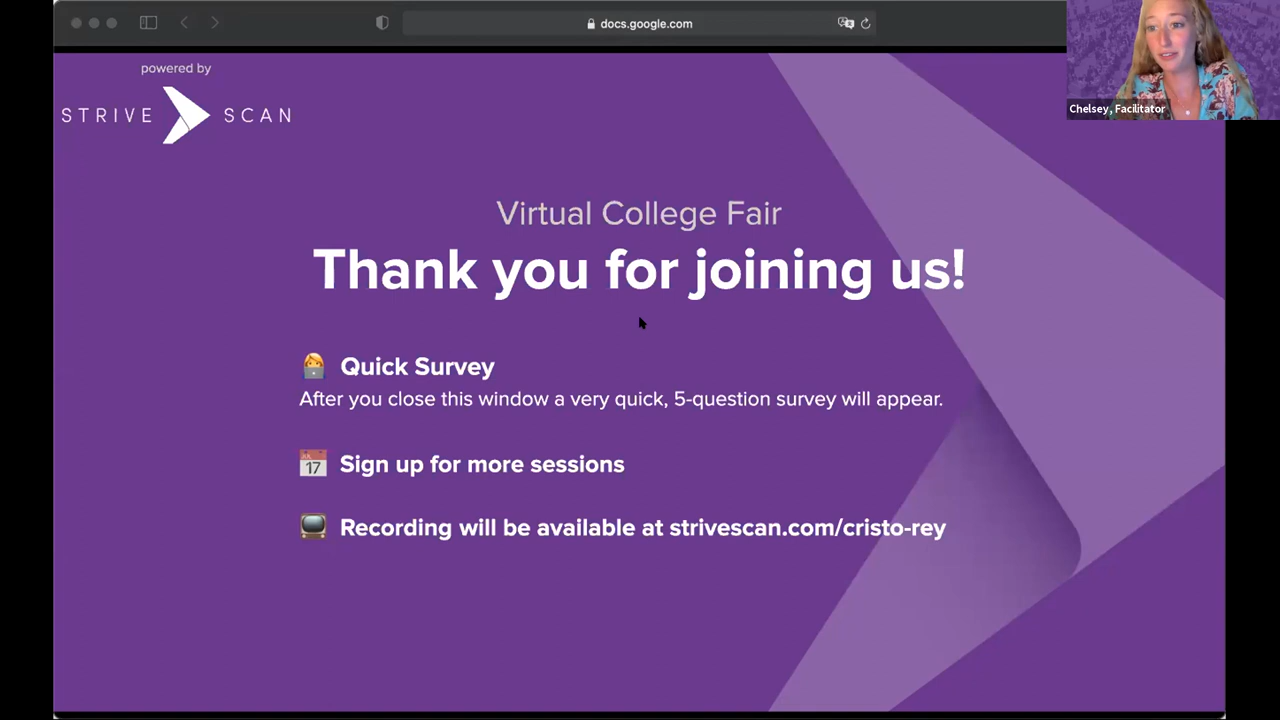 docs.google.com
powered by
STRIVE SCAN
Chelsey, Facilitator
Virtual College Fair
Thank you for joining us!
Quick Survey
After you close this window a very quick, 5-question survey will appear.
17
Sign up for more sessions
Recording will be available at strivescan.com/cristo-rey